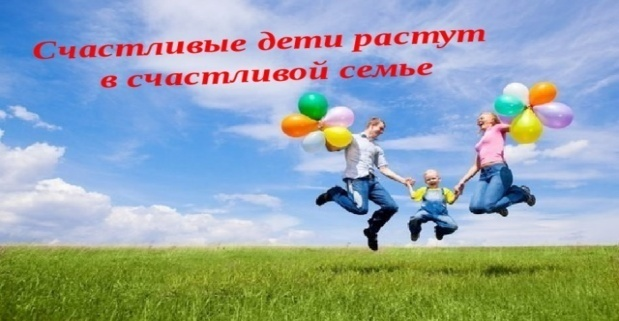 Счастливые дети растут
в счастливой семье